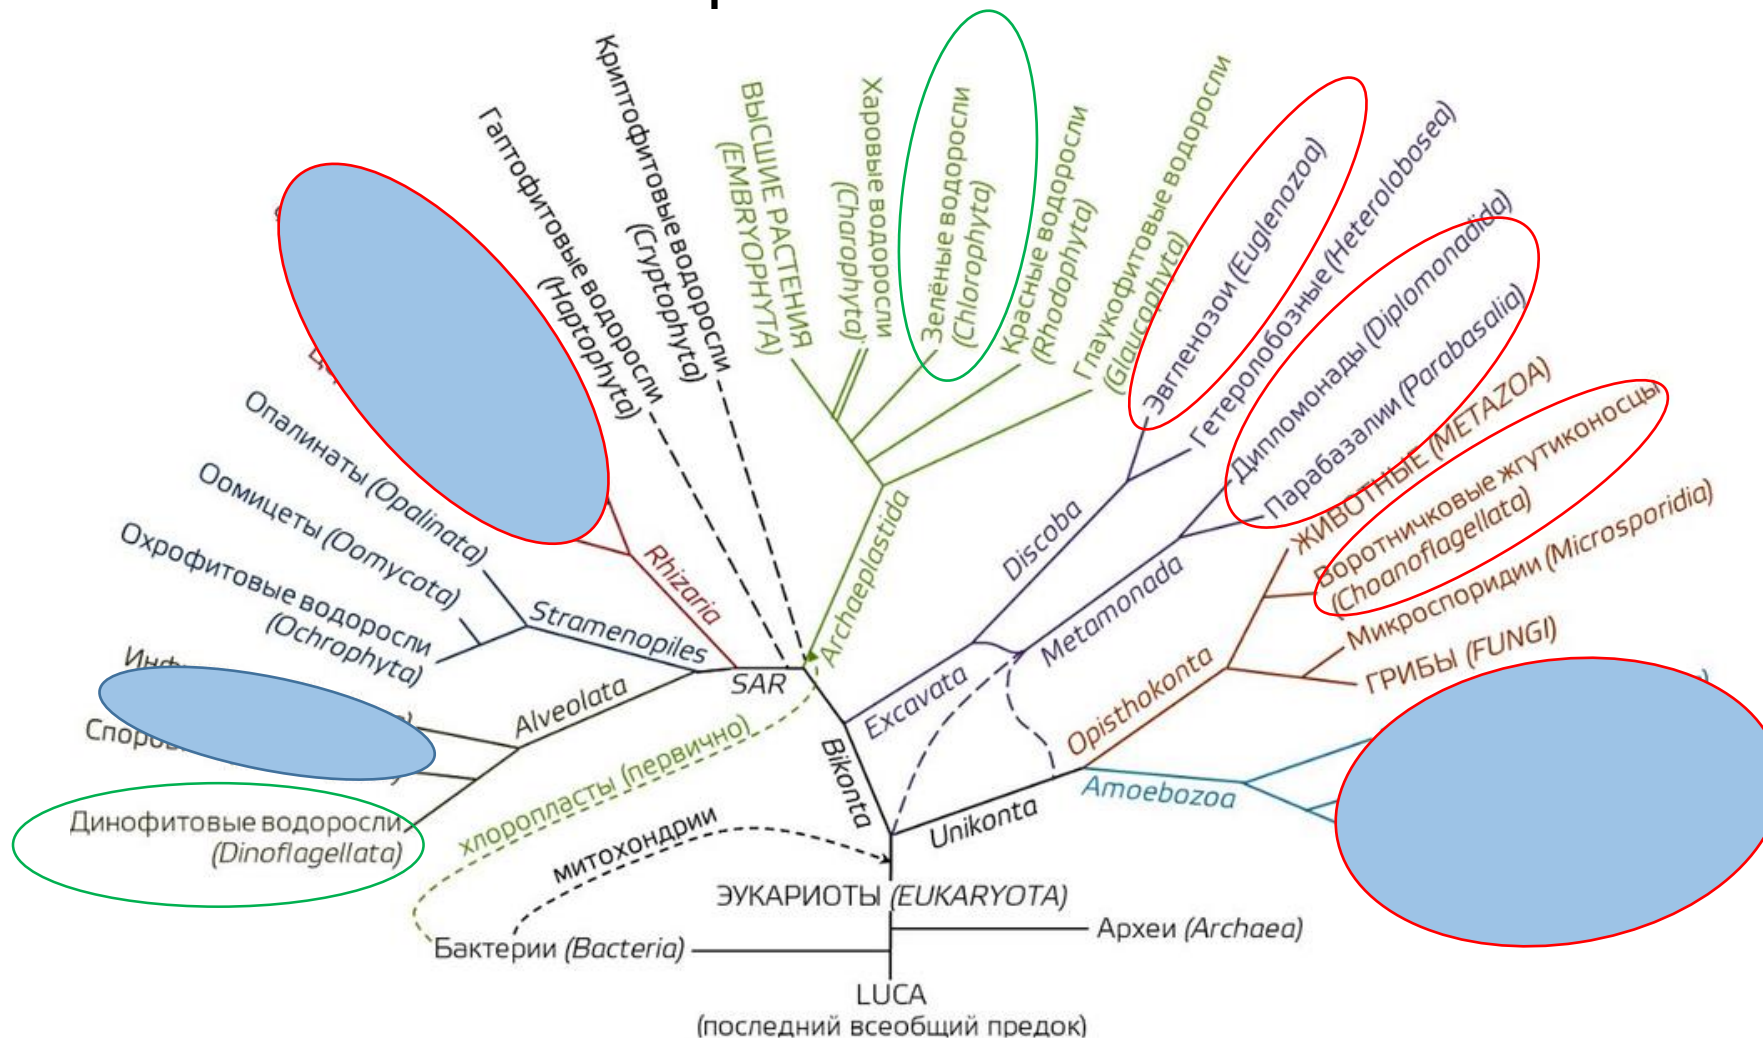 Криптофитовые водоросли
(Cryptophyta)
Гаптофитовые водоросли
(Haptophyta)
ВЫСШИЕ РАСТЕНИЯ
(EMBRYOPHYTA)
Харовые водоросли
(Charophyta)
Зелёные водоросли
(Chlorophyta)
Красные водоросли
(Rhodophyta)
Глаукофитовые водоросли
(Glaucophyta)
Эвгленозои (Euglenozoa)
Гетеролобозные (Heterolobosea)
Дипломонады (Diplomonadida)
Парабазалии (Parabasalia)
ЖИВОТНЫЕ (METAZOA)
Воротничковые жгутиконосцы
(Choanoflagellata)
Микроспоридии (Microsporidia)
ГРИБЫ (FUNGI)
Опалинаты (Opalinata)
Оомицеты (Oomycota)
Охрофитовые водоросли
(Ochrophyta)
Динофитовые водоросли
(Dinoflagellata)
Rhizaria
Stramenopiles
Alveolata
SAR
Archaeplastida
Discoba
Metamonada
Excavata
Opisthokonta
Amoebozoa
Bikonta
Unikonta
хлоропласты (первично)
митохондрии
ЭУКАРИОТЫ (EUKARYOTA)
Бактерии (Bacteria)
Археи (Archaea)
LUCA
(последний всеобщий предок)